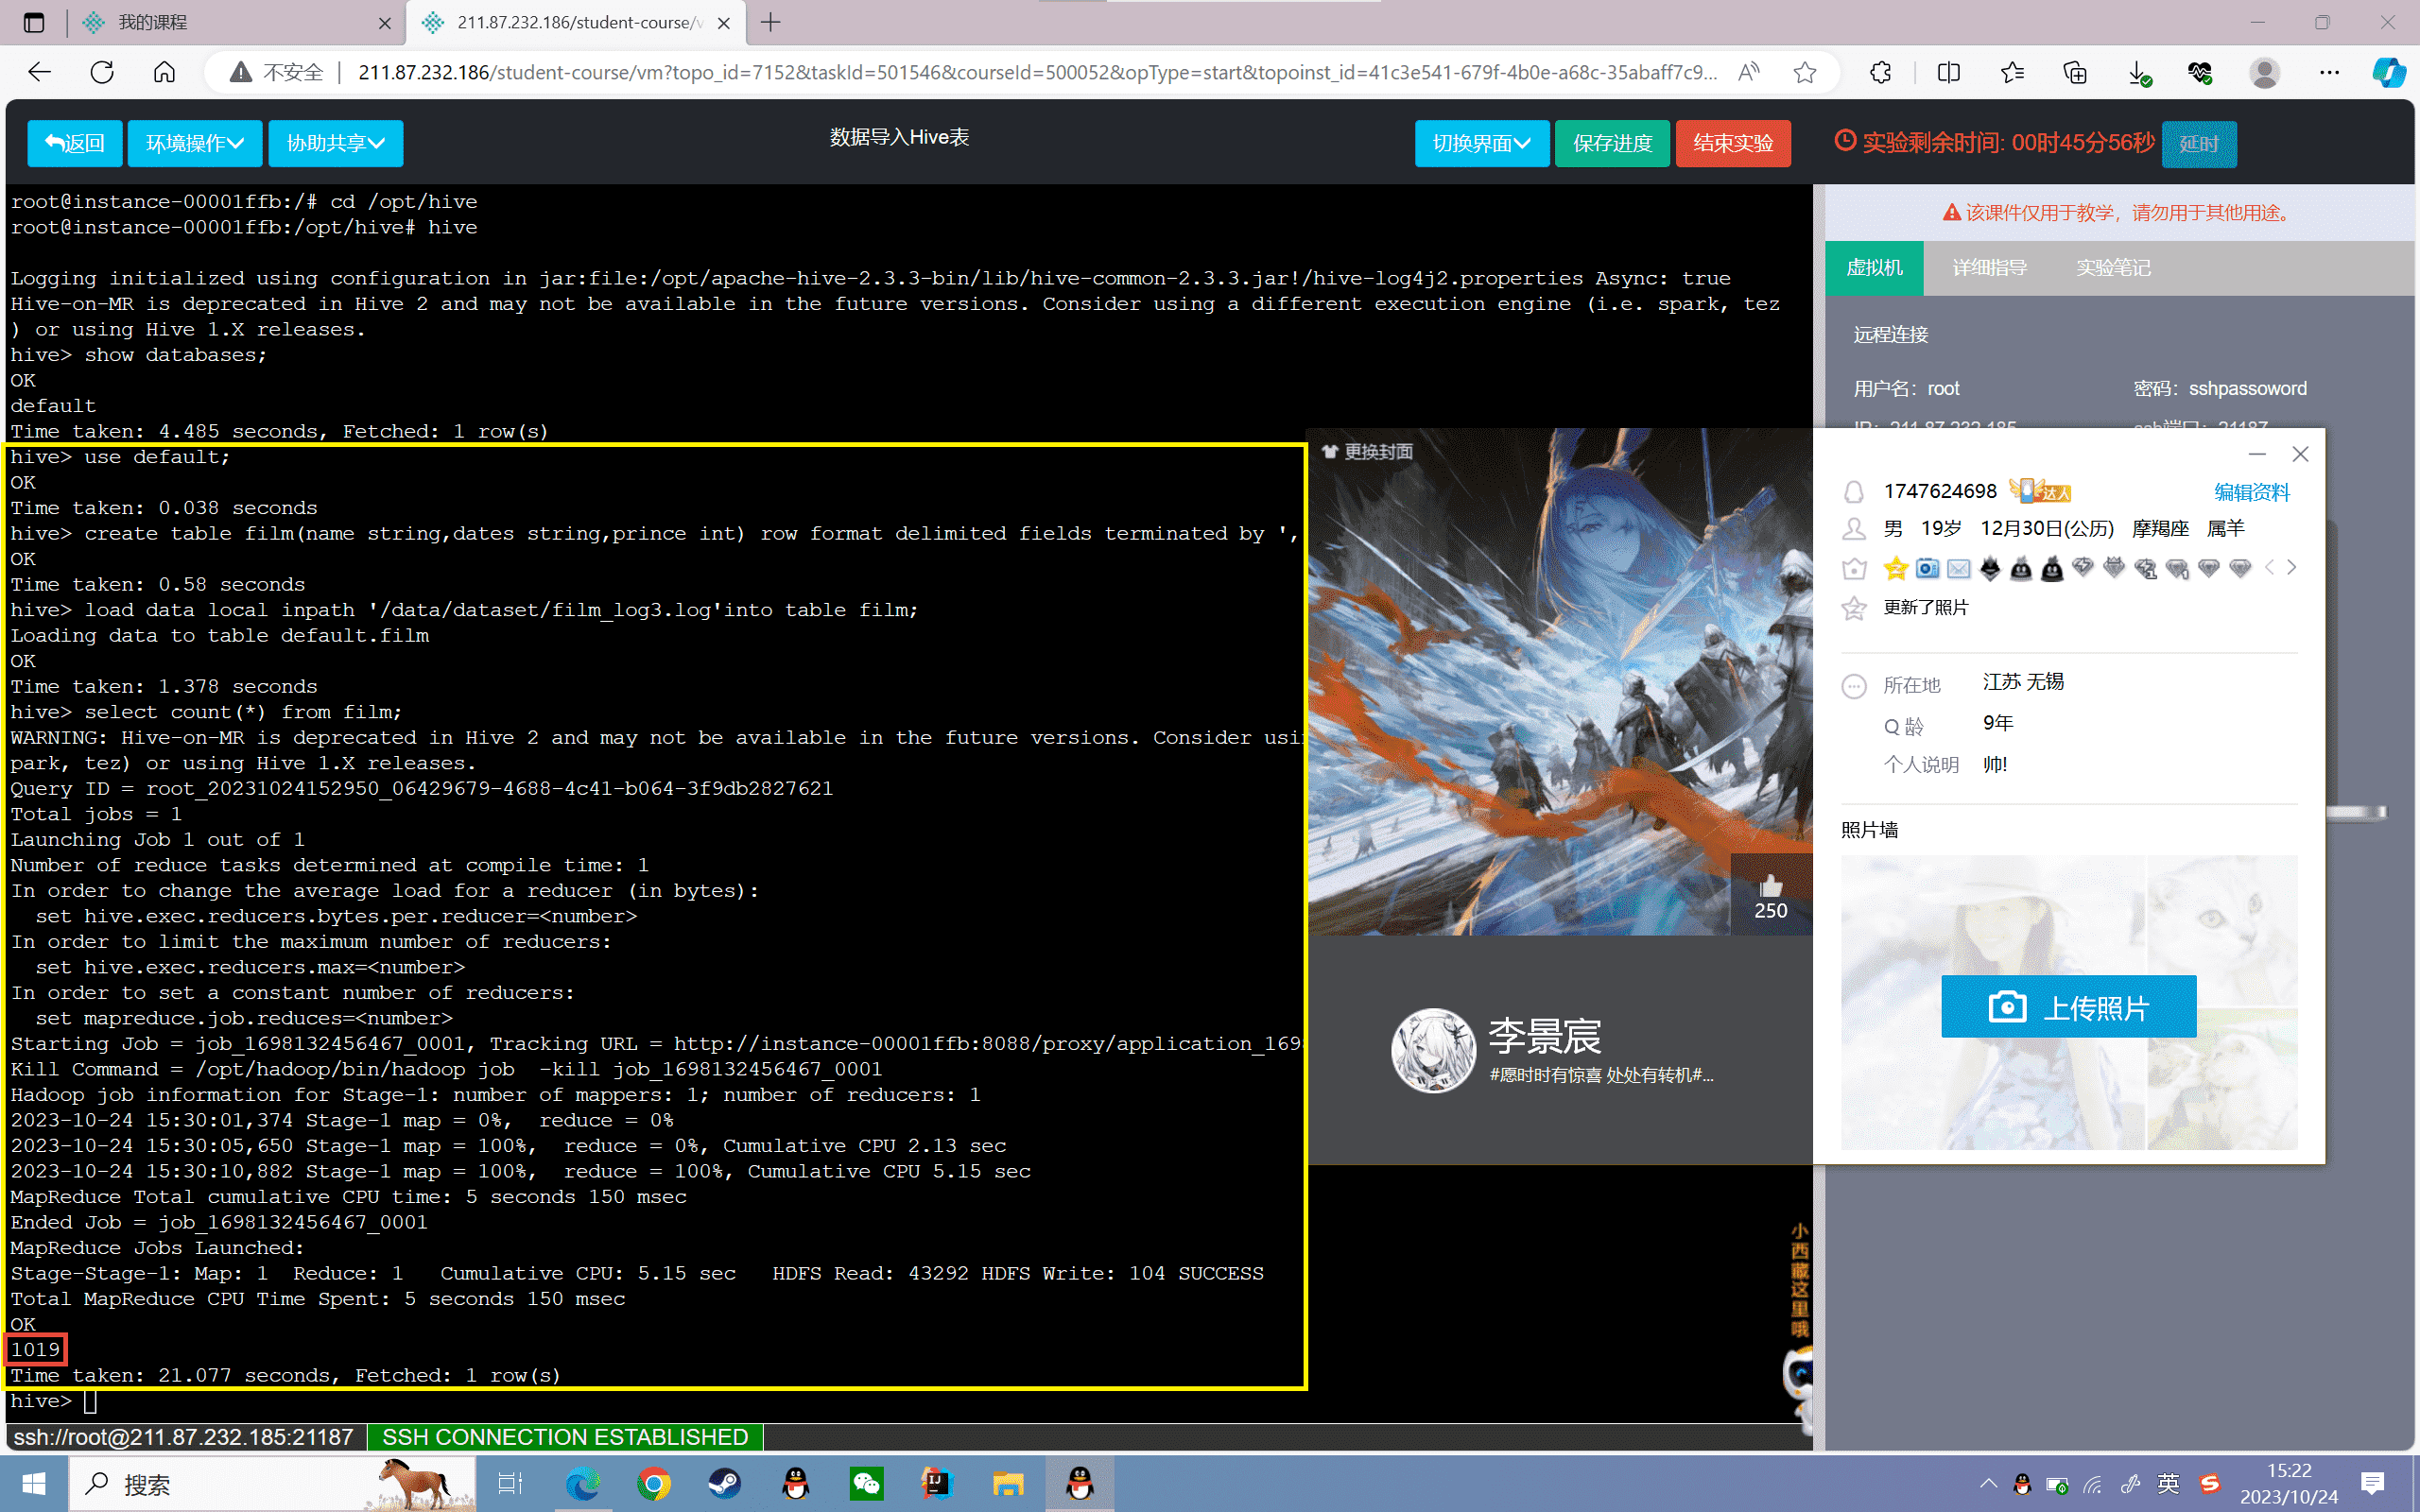 我的课程
211.87.232.186/student-course/v
不安全
211.87.232.186/student-course/vm?topo_id=7152&taskId=501546&courseId=500052&opType=start&topoinst_id=41c3e541-679f-4b0e-a68c-35abaff7c9...
返回
环境操作
协助共享
数据导入Hive表
切换界面
保存进度
结束实验
实验剩余时间: 00时45分56秒
延时
root@instance-00001ffb:/# cd /opt/hive
root@instance-00001ffb:/opt/hive# hive
Logging initialized using configuration in jar:file:/opt/apache-hive-2.3.3-bin/lib/hive-common-2.3.3.jar!/hive-log4j2.properties Async: true
Hive-on-MR is deprecated in Hive 2 and may not be available in the future versions. Consider using a different execution engine (i.e. spark, tez
) or using Hive 1.X releases.
hive> show databases;
OK
default
Time taken: 4.485 seconds, Fetched: 1 row(s)
hive> use default;
OK
Time taken: 0.038 seconds
hive> create table film(name string,dates string,prince int) row format delimited fields terminated by ',
OK
Time taken: 0.58 seconds
hive> load data local inpath '/data/dataset/film_log3.log'into table film;
Loading data to table default.film
OK
Time taken: 1.378 seconds
hive> select count(*) from film;
WARNING: Hive-on-MR is deprecated in Hive 2 and may not be available in the future versions. Consider usi
park, tez) or using Hive 1.X releases.
Query ID = root_20231024152950_06429679-4688-4c41-b064-3f9db2827621
Total jobs = 1
Launching Job 1 out of 1
Number of reduce tasks determined at compile time: 1
In order to change the average load for a reducer (in bytes):
  set hive.exec.reducers.bytes.per.reducer=<number>
In order to limit the maximum number of reducers:
  set hive.exec.reducers.max=<number>
In order to set a constant number of reducers:
  set mapreduce.job.reduces=<number>
Starting Job = job_1698132456467_0001, Tracking URL = http://instance-00001ffb:8088/proxy/application_169
Kill Command = /opt/hadoop/bin/hadoop job  -kill job_1698132456467_0001
Hadoop job information for Stage-1: number of mappers: 1; number of reducers: 1
2023-10-24 15:30:01,374 Stage-1 map = 0%,  reduce = 0%
2023-10-24 15:30:05,650 Stage-1 map = 100%,  reduce = 0%, Cumulative CPU 2.13 sec
2023-10-24 15:30:10,882 Stage-1 map = 100%,  reduce = 100%, Cumulative CPU 5.15 sec
MapReduce Total cumulative CPU time: 5 seconds 150 msec
Ended Job = job_1698132456467_0001
MapReduce Jobs Launched:
Stage-Stage-1: Map: 1  Reduce: 1   Cumulative CPU: 5.15 sec   HDFS Read: 43292 HDFS Write: 104 SUCCESS
Total MapReduce CPU Time Spent: 5 seconds 150 msec
OK
1019
Time taken: 21.077 seconds, Fetched: 1 row(s)
hive>
ssh://root@211.87.232.185:21187
SSH CONNECTION ESTABLISHED
该课件仅用于教学，请勿用于其他用途。
虚拟机
详细指导
实验笔记
远程连接
用户名：root
密码：sshpassoword
IP：211.87.232.185
ssh端口：21187
更换封面
250
李景宸
#愿时时有惊喜 处处有转机#...
1747624698
达人
编辑资料
男 19岁 12月30日(公历) 摩羯座 属羊
更新了照片
所在地 江苏 无锡
Q 龄 9年
个人说明 帅!
照片墙
上传照片
小西藏这里哦
搜索
英
15:22
2023/10/24